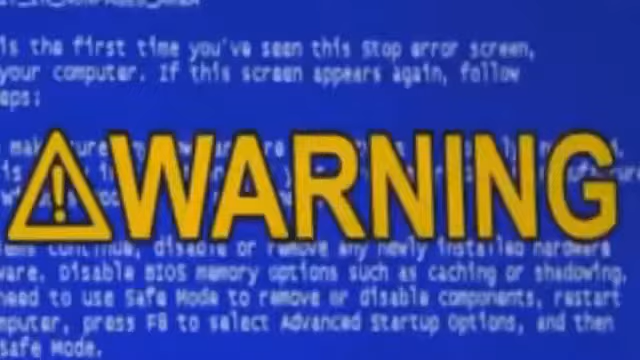 is the first time you've seen this Stop error screen,
your computer. If this screen appears again, follow
eps:
WARNING
ems continue, disable or remove any newly installed hardware
ware. Disable BIOS memory options such as caching or shadowing.
need to use Safe Mode to remove or disable components, restart
mputer, press F8 to select Advanced Startup Options, and then
Safe Mode.